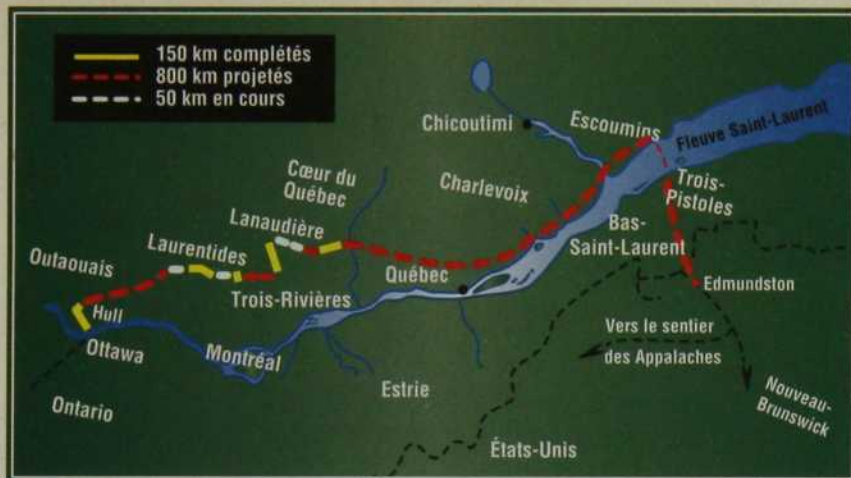 150 km complétés
800 km projetés
50 km en cours
Chicoutimi
Escoumins
Fleuve Saint-Laurent
Cœur du
Québec
Charlevoix
Trois-
Pistoles
Lanaudière
Bas-
Saint-Laurent
Laurentides
Outaouais
Québec
Edmundston
Trois-Rivières
Hull
Ottawa
Montréal
Vers le sentier
des Appalaches
Estrie
Nouveau-
Brunswick
Ontario
États-Unis